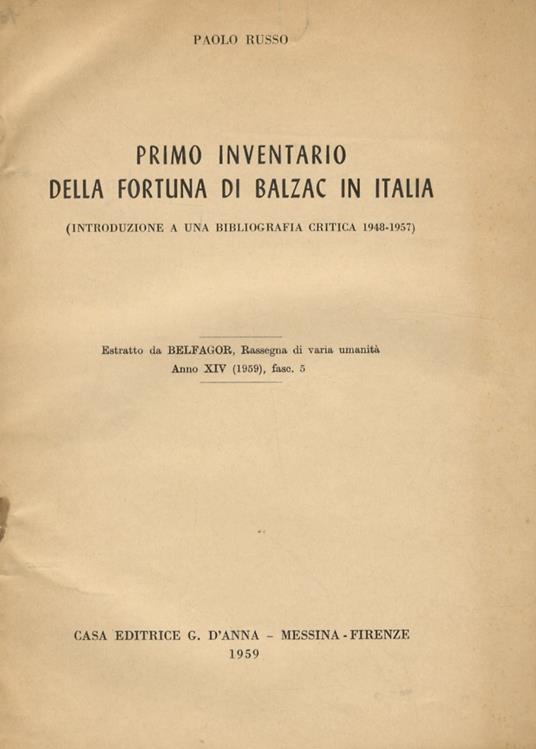 PAOLO RUSSO
PRIMO INVENTARIO
DELLA FORTUNA DI BALZAC IN ITALIA
(INTRODUZIONE A UNA BIBLIOGRAFIA CRITICA 1948-1957)
Estratto da BELFAGOR, Rassegna di varia umanità
Anno XIV (1959), fasc. 5
CASA EDITRICE G. D'ANNA – MESSINA - FIRENZE
1959